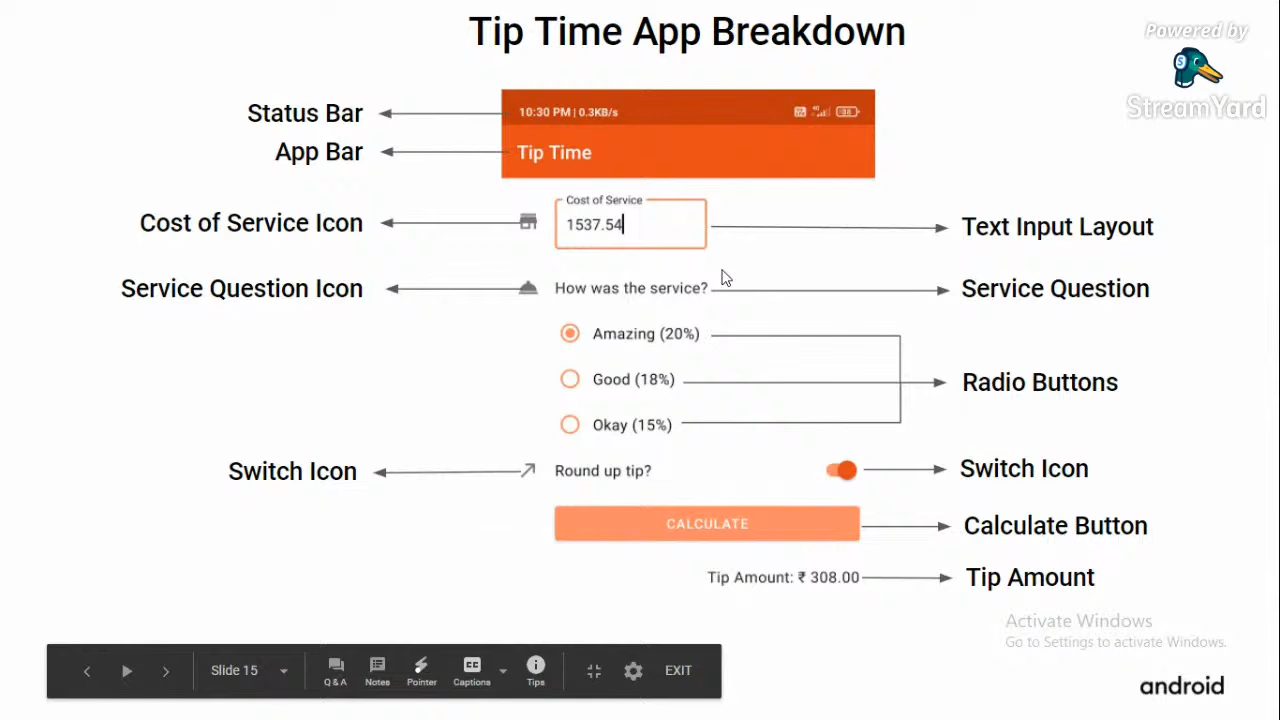 Tip Time App Breakdown
Powered by
StreamYard
Status Bar
10:30 PM | 0.3KB/s
App Bar
Tip Time
Cost of Service
Cost of Service Icon
1537.54
Text Input Layout
Service Question Icon
How was the service?
Service Question
Amazing (20%)
Good (18%)
Radio Buttons
Okay (15%)
Switch Icon
Round up tip?
Switch Icon
CALCULATE
Calculate Button
Tip Amount: ₹ 308.00
Tip Amount
Activate Windows
Go to Settings to activate Windows.
Slide 15
Q & A
Notes
Pointer
Captions
Tips
EXIT
android